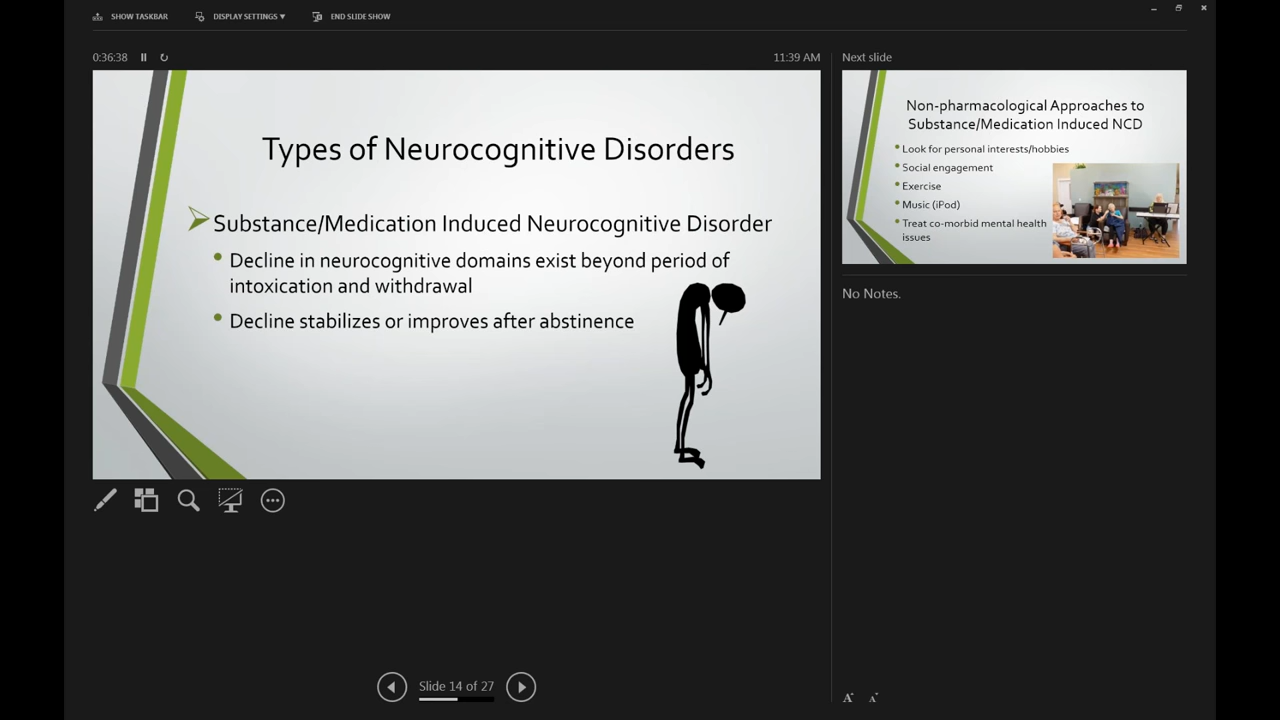 SHOW TASKBAR
DISPLAY SETTINGS ▼
END SLIDE SHOW
0:36:38
11:39 AM
Types of Neurocognitive Disorders
Substance/Medication Induced Neurocognitive Disorder
• Decline in neurocognitive domains exist beyond period of
intoxication and withdrawal
• Decline stabilizes or improves after abstinence
Slide 14 of 27
Next slide
Non-pharmacological Approaches to
Substance/Medication Induced NCD
• Look for personal interests/hobbies
• Social engagement
• Exercise
• Music (iPod)
• Treat co-morbid mental health
issues
No Notes.
A A